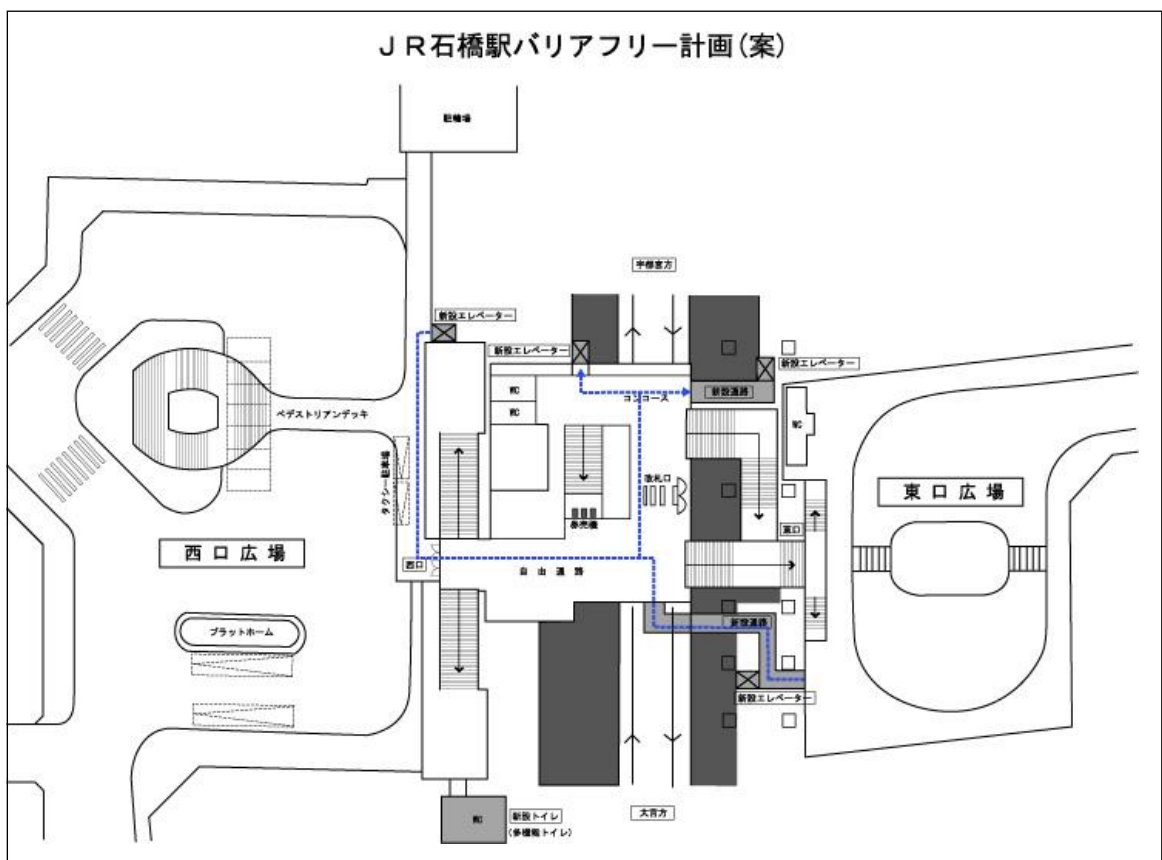 JR石橋駅バリアフリー計画(案)
駐輪場
宇都宮方
新設エレベーター
新設エレベーター
新設エレベーター
新設通路
WC
WC
コンコース
ペデストリアンデッキ
WC
タクシー駐車場
改札口
東口広場
券売機
東口
西口広場
西口
自由通路
プラットホーム
新設通路
新設エレベーター
WC
新設トイレ
(多機能トイレ)
大宮方